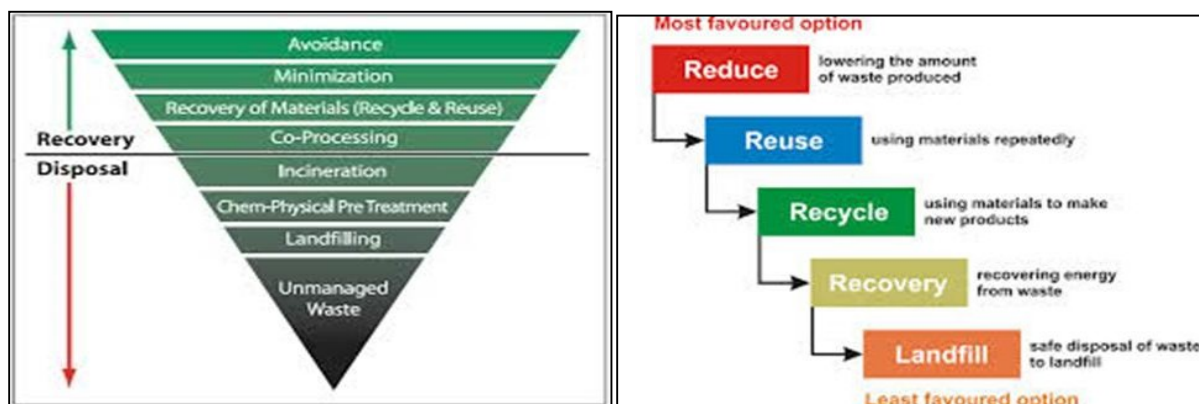 Avoidance
Minimization
Recovery of Materials (Recycle & Reuse)
Co-Processing
Recovery
Disposal
Incineration
Chem-Physical Pre Treatment
Landfilling
Unmanaged
Waste
Most favoured option
Reduce
lowering the amount
of waste produced
Reuse
using materials repeatedly
Recycle
using materials to make
new products
Recovery
recovering energy
from waste
Landfill
safe disposal of waste
to landfill
Least favoured option